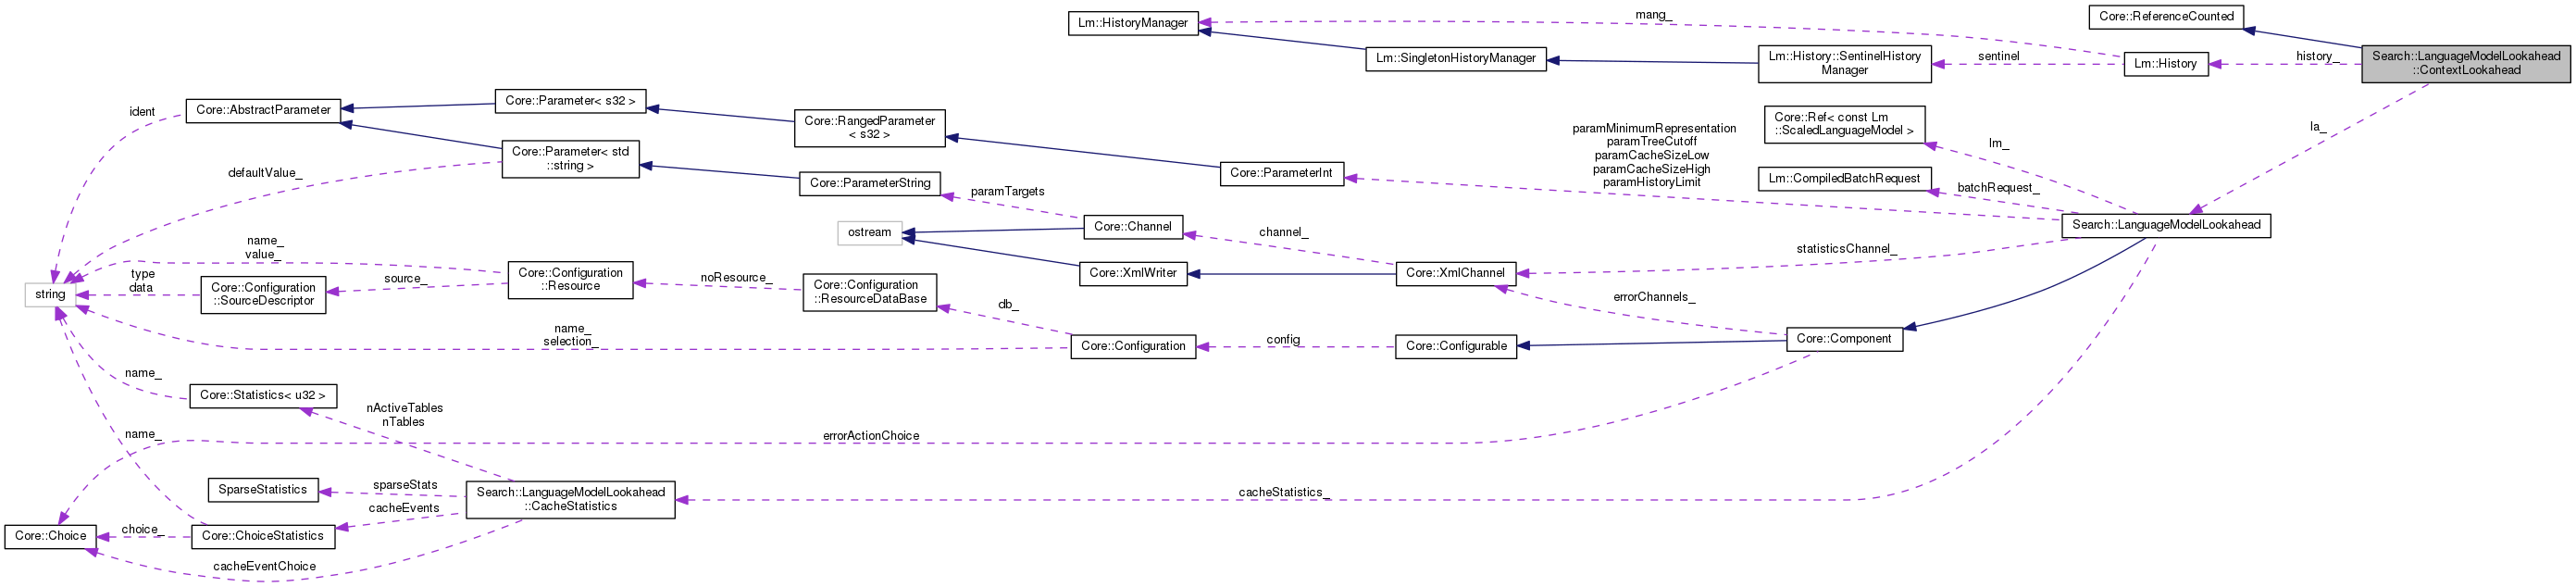 Lm::HistoryManager
mang_
Core::ReferenceCounted
Lm::SingletonHistoryManager
Lm::History::SentinelHistory
Manager
sentinel
Lm::History
history_
Search::LanguageModelLookahead
::ContextLookahead
ident
Core::AbstractParameter
Core::Parameter< s32 >
Core::RangedParameter
< s32 >
Core::Ref< const Lm
::ScaledLanguageModel >
la_
lm_
defaultValue_
Core::Parameter< std
::string >
Core::ParameterString
paramTargets
Core::ParameterInt
paramMinimumRepresentation
paramTreeCutoff
paramCacheSizeLow
paramCacheSizeHigh
paramHistoryLimit
Lm::CompiledBatchRequest
batchRequest_
Search::LanguageModelLookahead
ostream
Core::Channel
channel_
statisticsChannel_
name_
value_
string
type
data
Core::Configuration
::SourceDescriptor
source_
Core::Configuration
::Resource
noResource_
Core::Configuration
::ResourceDataBase
Core::XmlWriter
Core::XmlChannel
errorChannels_
db_
name_
selection_
Core::Configuration
config
Core::Configurable
Core::Component
name_
Core::Statistics< u32 >
nActiveTables
nTables
name_
errorActionChoice
SparseStatistics
sparseStats
cacheEvents
Search::LanguageModelLookahead
::CacheStatistics
cacheStatistics_
Core::Choice
choice_
Core::ChoiceStatistics
cacheEventChoice